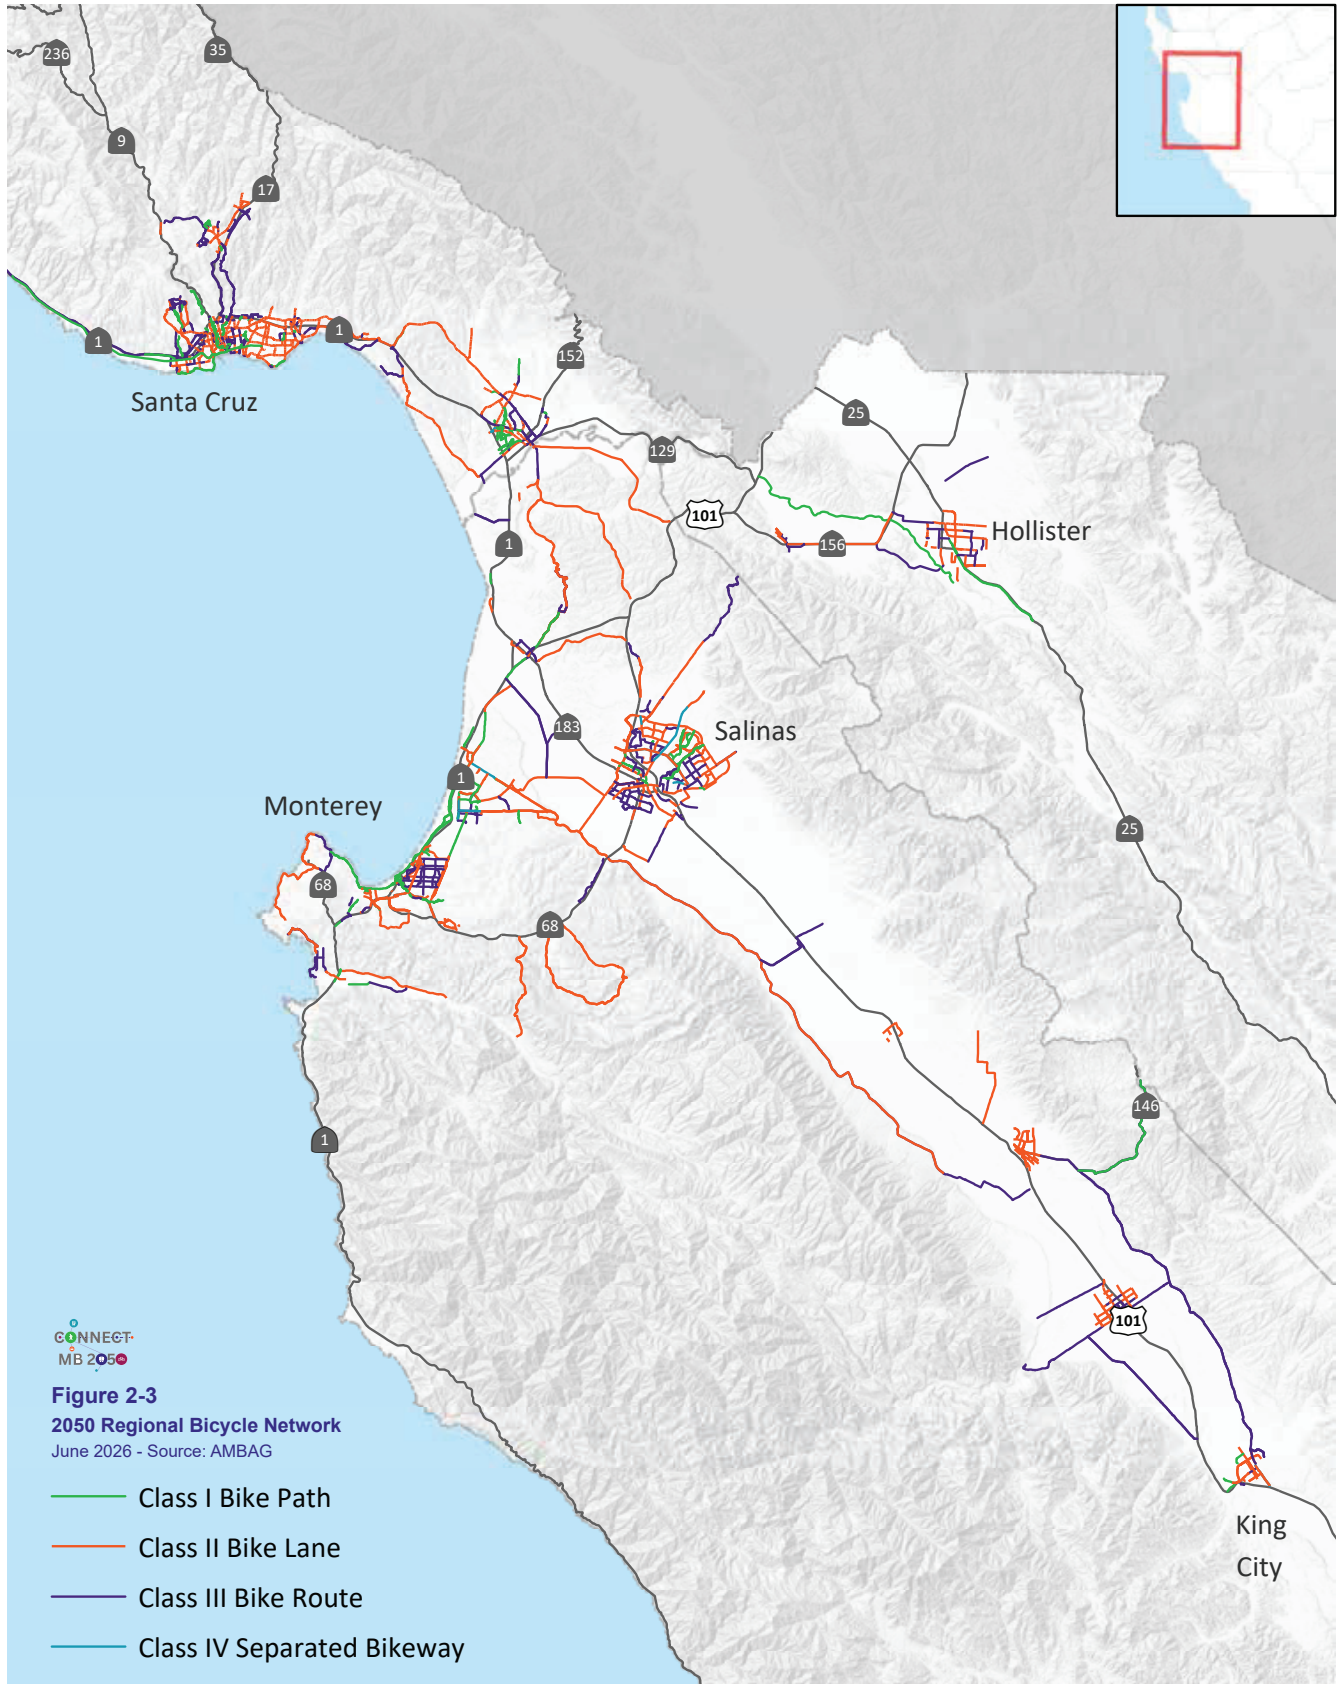 236
35
9
17
1
1
152
Santa Cruz
25
129
101
Hollister
1
156
183
Salinas
1
Monterey
25
68
68
146
1
101
CONNECT
MB 2050
Figure 2-3
2050 Regional Bicycle Network
June 2026 - Source: AMBAG
Class I Bike Path
Class II Bike Lane
Class III Bike Route
Class IV Separated Bikeway
King
City